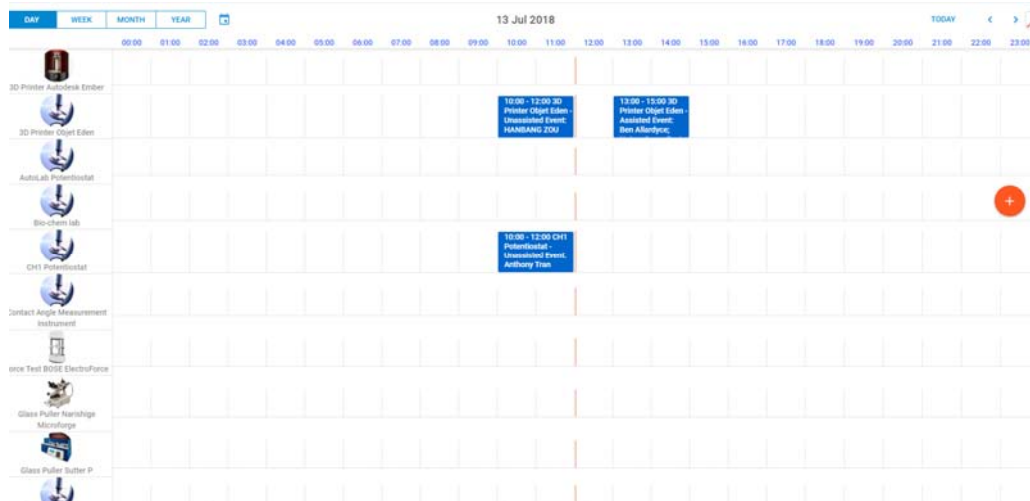 DAY WEEK MONTH YEAR 13 Jul 2018 TODAY
00:00 01:00 02:00 03:00 04:00 05:00 06:00 07:00 08:00 09:00 10:00 11:00 12:00 13:00 14:00 15:00 16:00 17:00 18:00 19:00 20:00 21:00 22:00 23:00
3D Printer Autodesk Ember
3D Printer Objet Eden
10:00 - 12:00 3D
Printer Objet Eden -
Unassisted Event:
HANBANG ZOU
13:00 - 15:00 3D
Printer Objet Eden -
Assisted Event:
Ben Allardyce;
AutoLab Potentiostat
Bio-chem lab
CH1 Potentiostat
10:00 - 12:00 CH1
Potentiostat -
Unassisted Event:
Anthony Tran
Contact Angle Measurement
Instrument
orce Test BOSE ElectroForce
Glass Puller Narishige
Microforge
Glass Puller Sutter P